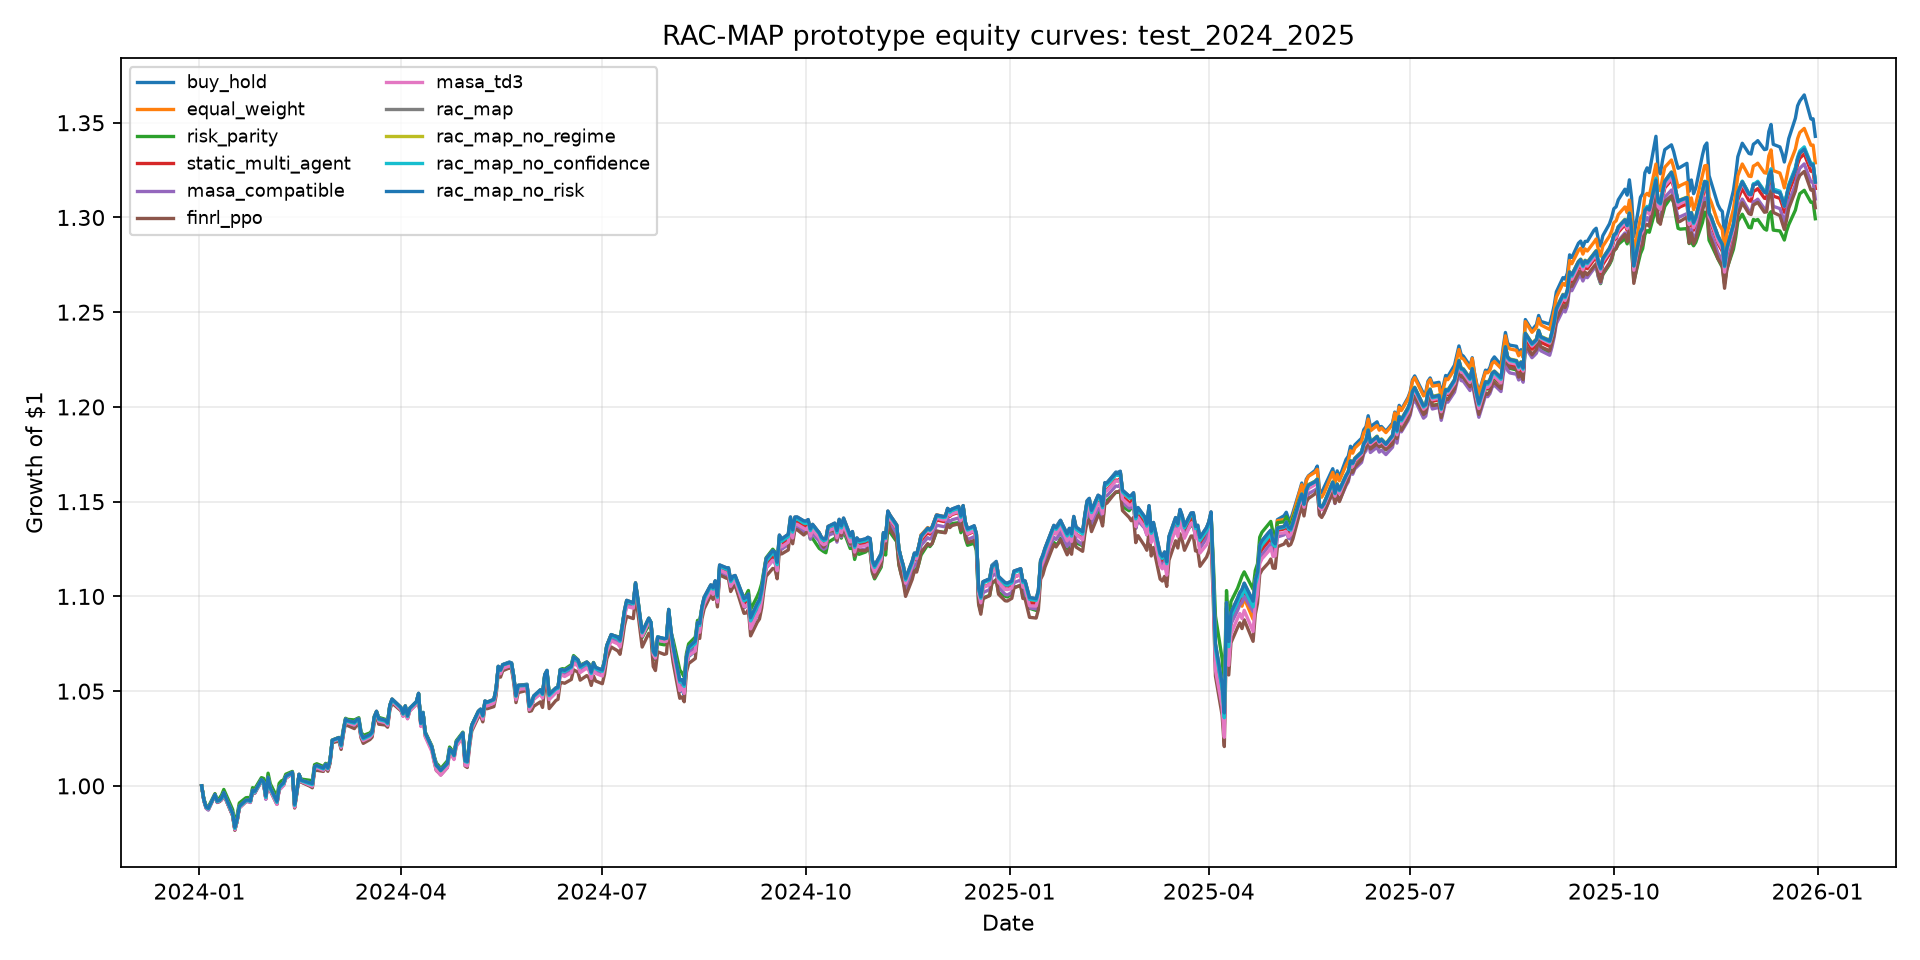 RAC-MAP prototype equity curves: test_2024_2025
buy_hold
equal_weight
risk_parity
static_multi_agent
masa_compatible
finrl_ppo
masa_td3
rac_map
rac_map_no_regime
rac_map_no_confidence
rac_map_no_risk
Growth of $1
1.35
1.30
1.25
1.20
1.15
1.10
1.05
1.00
2024-01
2024-04
2024-07
2024-10
2025-01
2025-04
2025-07
2025-10
2026-01
Date